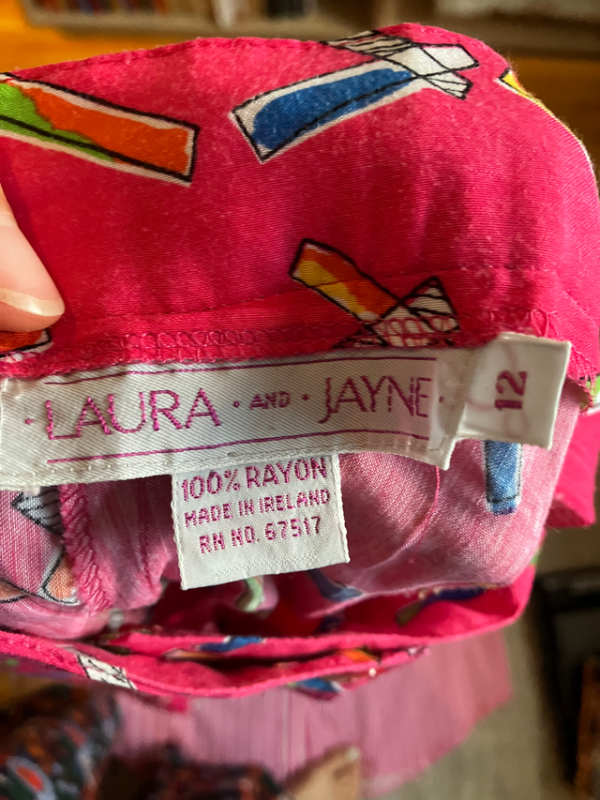 · LAURA · AND · JAYNE ·
12
100% RAYON
MADE IN IRELAND
RN NO. 67517